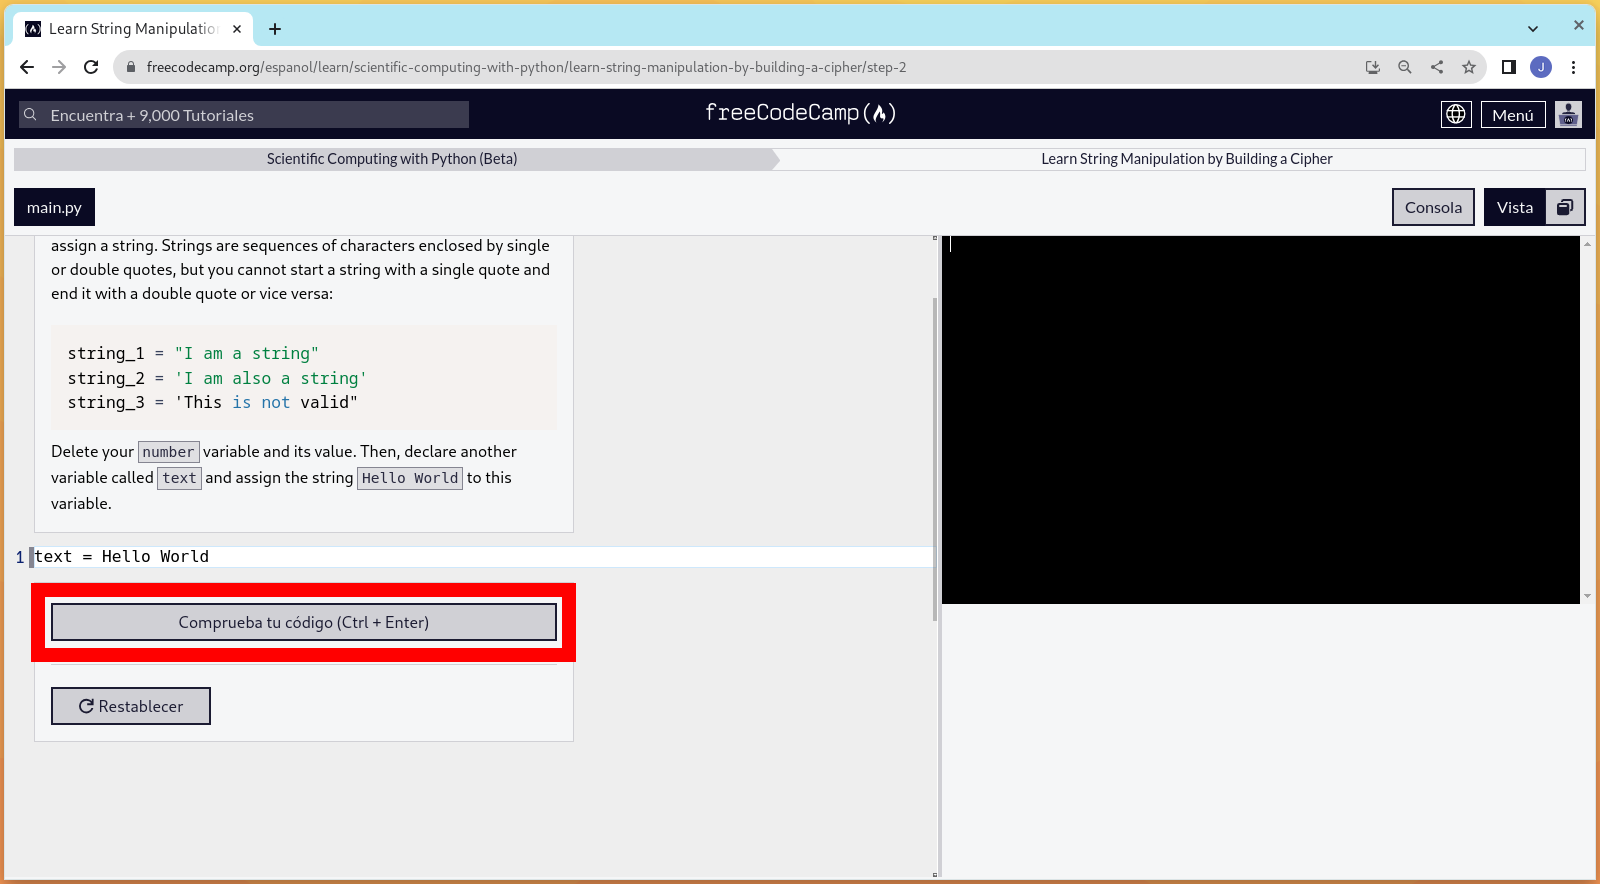 Learn String Manipulatio
freecodecamp.org/espanol/learn/scientific-computing-with-python/learn-string-manipulation-by-building-a-cipher/step-2
J
Encuentra + 9,000 Tutoriales
freeCodeCamp
Menú
Scientific Computing with Python (Beta)
Learn String Manipulation by Building a Cipher
main.py
Consola
Vista
assign a string. Strings are sequences of characters enclosed by single
or double quotes, but you cannot start a string with a single quote and
end it with a double quote or vice versa:
string_1 = "I am a string"
string_2 = 'I am also a string'
string_3 = 'This is not valid"
Delete your number variable and its value. Then, declare another
variable called text and assign the string Hello World to this
variable.
1 text = Hello World
Comprueba tu código (Ctrl + Enter)
Restablecer